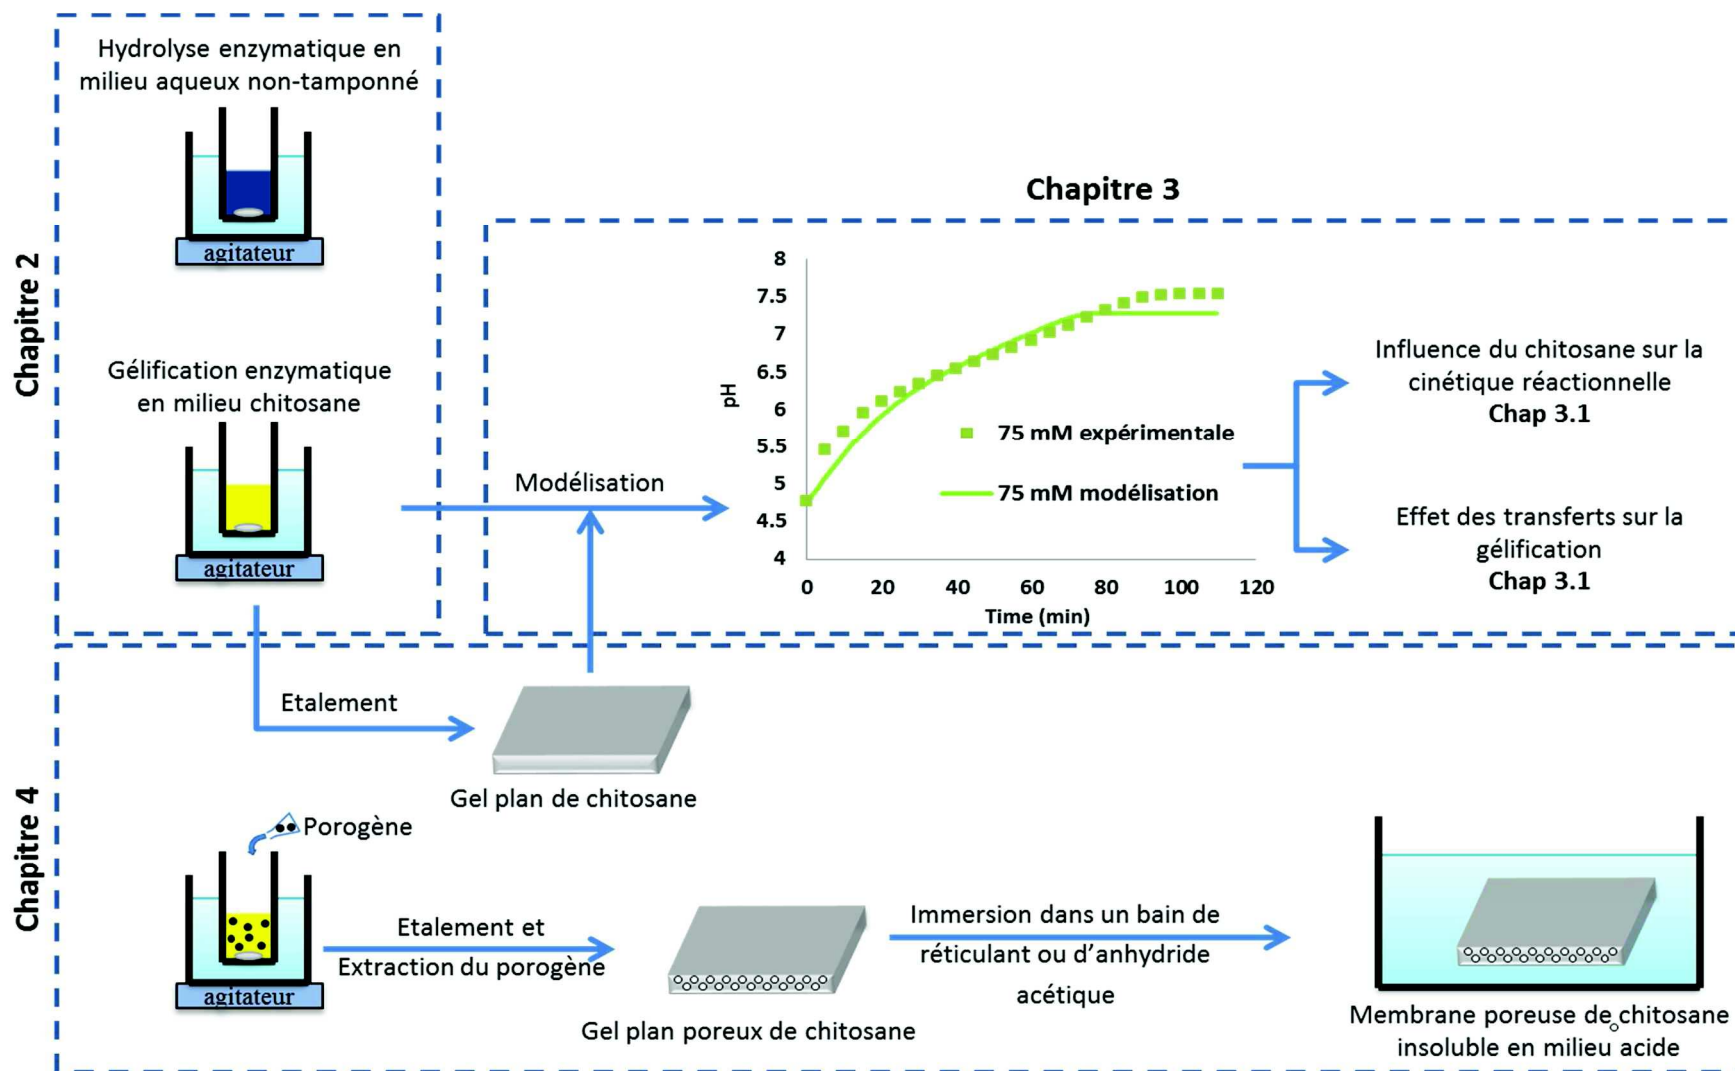 Chapitre 2
Hydrolyse enzymatique en
milieu aqueux non-tamponné
agitateur
Gélification enzymatique
en milieu chitosane
agitateur
Chapitre 3
Modélisation
8
7.5
7
6.5
6
5.5
5
4.5
4
pH
75 mM expérimentale
75 mM modélisation
0 20 40 60 80 100 120
Time (min)
Influence du chitosane sur la
cinétique réactionnelle
Chap 3.1
Effet des transferts sur la
gélification
Chap 3.1
Chapitre 4
Etalement
Gel plan de chitosane
Porogène
agitateur
Etalement et
Extraction du porogène
Gel plan poreux de chitosane
Immersion dans un bain de
réticulant ou d’anhydride
acétique
Membrane poreuse de chitosane
insoluble en milieu acide